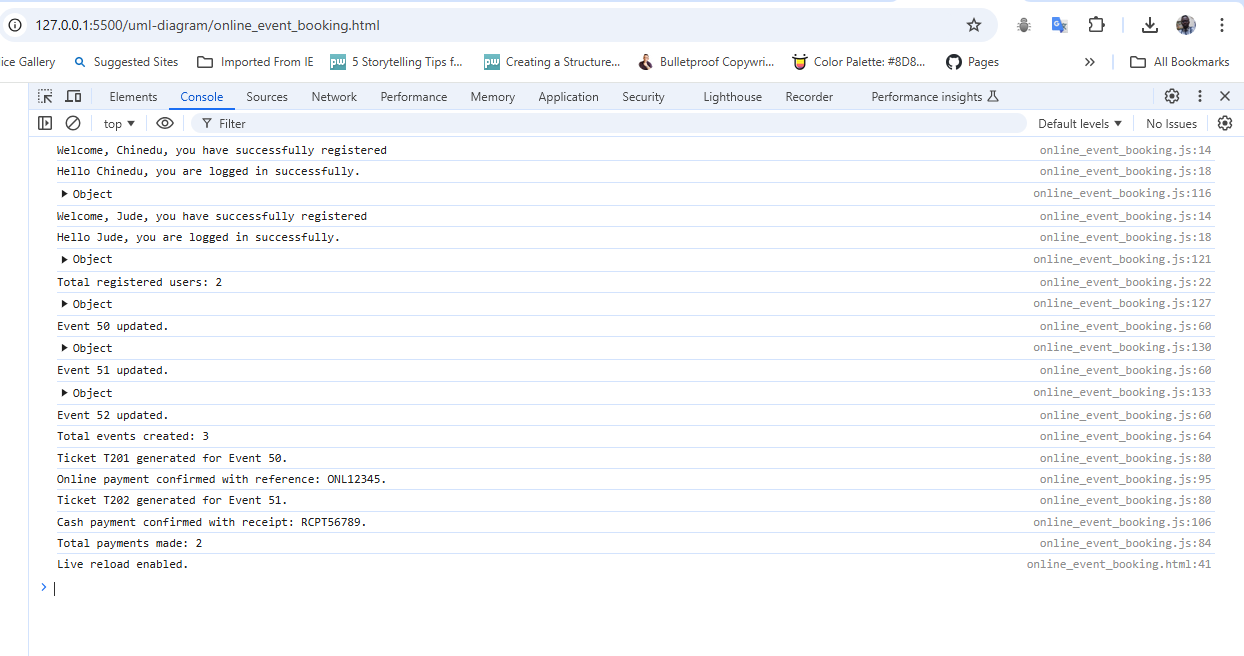 127.0.0.1:5500/uml-diagram/online_event_booking.html
ice Gallery Suggested Sites Imported From IE 5 Storytelling Tips f... Creating a Structure... Bulletproof Copywri... Color Palette: #8D8... Pages All Bookmarks
Elements Console Sources Network Performance Memory Application Security Lighthouse Recorder Performance insights
top Filter Default levels No Issues
Welcome, Chinedu, you have successfully registered online_event_booking.js:14
Hello Chinedu, you are logged in successfully. online_event_booking.js:18
Object online_event_booking.js:116
Welcome, Jude, you have successfully registered online_event_booking.js:14
Hello Jude, you are logged in successfully. online_event_booking.js:18
Object online_event_booking.js:121
Total registered users: 2 online_event_booking.js:22
Object online_event_booking.js:127
Event 50 updated. online_event_booking.js:60
Object online_event_booking.js:130
Event 51 updated. online_event_booking.js:60
Object online_event_booking.js:133
Event 52 updated. online_event_booking.js:60
Total events created: 3 online_event_booking.js:64
Ticket T201 generated for Event 50. online_event_booking.js:80
Online payment confirmed with reference: ONL12345. online_event_booking.js:95
Ticket T202 generated for Event 51. online_event_booking.js:80
Cash payment confirmed with receipt: RCPT56789. online_event_booking.js:106
Total payments made: 2 online_event_booking.js:84
Live reload enabled. online_event_booking.html:41